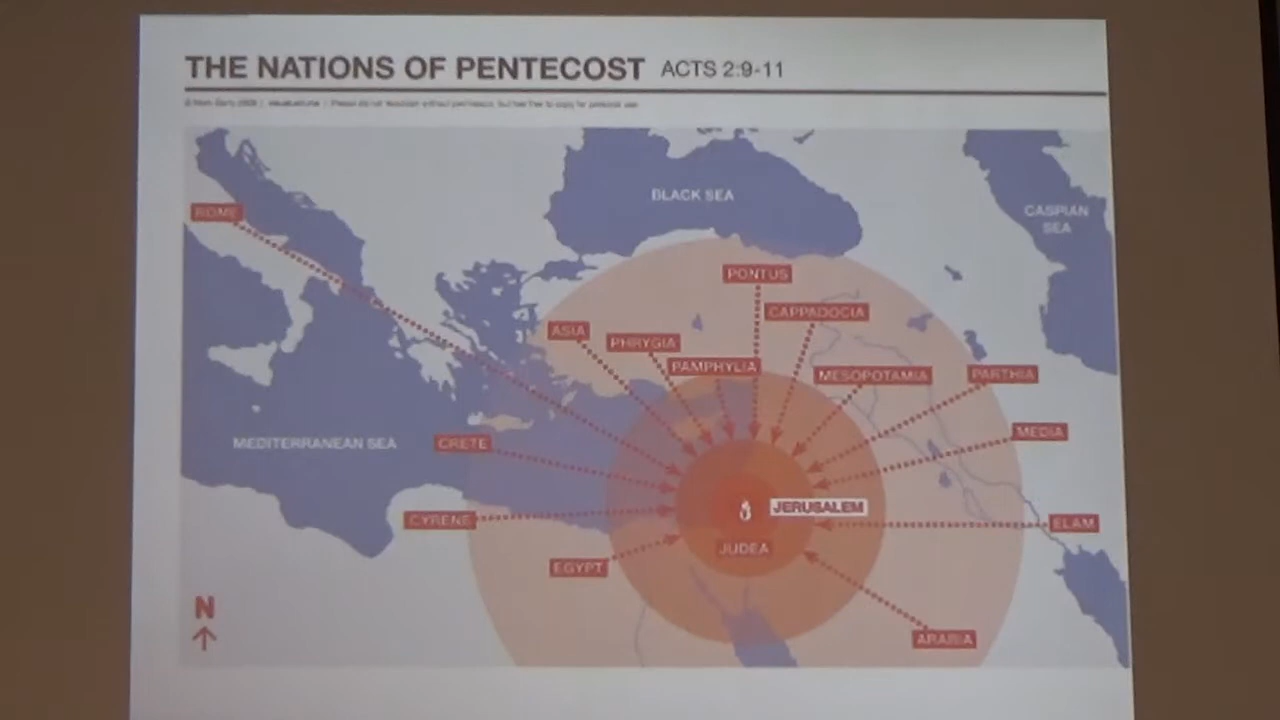 THE NATIONS OF PENTECOST ACTS 2:9-11
BLACK SEA
CASPIAN
SEA
ROME
PONTUS
CAPPADOCIA
ASIA
PHRYGIA
PAMPHYLIA
MESOPOTAMIA
PARTHIA
MEDITERRANEAN SEA
CRETE
MEDIA
JERUSALEM
CYRENE
ELAM
JUDEA
EGYPT
N
ARABIA